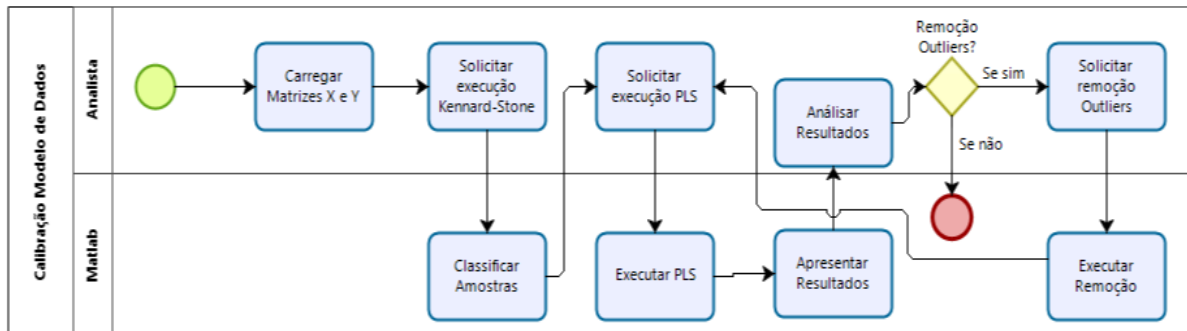 Calibração Modelo de Dados
Analista
Carregar
Matrizes X e Y
Solicitar
execução
Kennard-Stone
Solicitar
execução PLS
Análisar
Resultados
Remoção
Outliers?
Se sim
Se não
Solicitar
remoção
Outliers
Matlab
Classificar
Amostras
Executar PLS
Apresentar
Resultados
Executar
Remoção